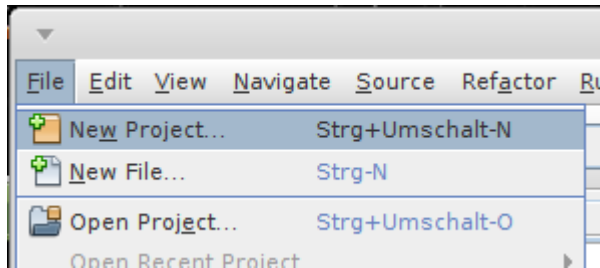 File Edit View Navigate Source Refactor Ru
New Project... Strg+Umschalt-N
New File... Strg-N
Open Project... Strg+Umschalt-O
Open Recent Project